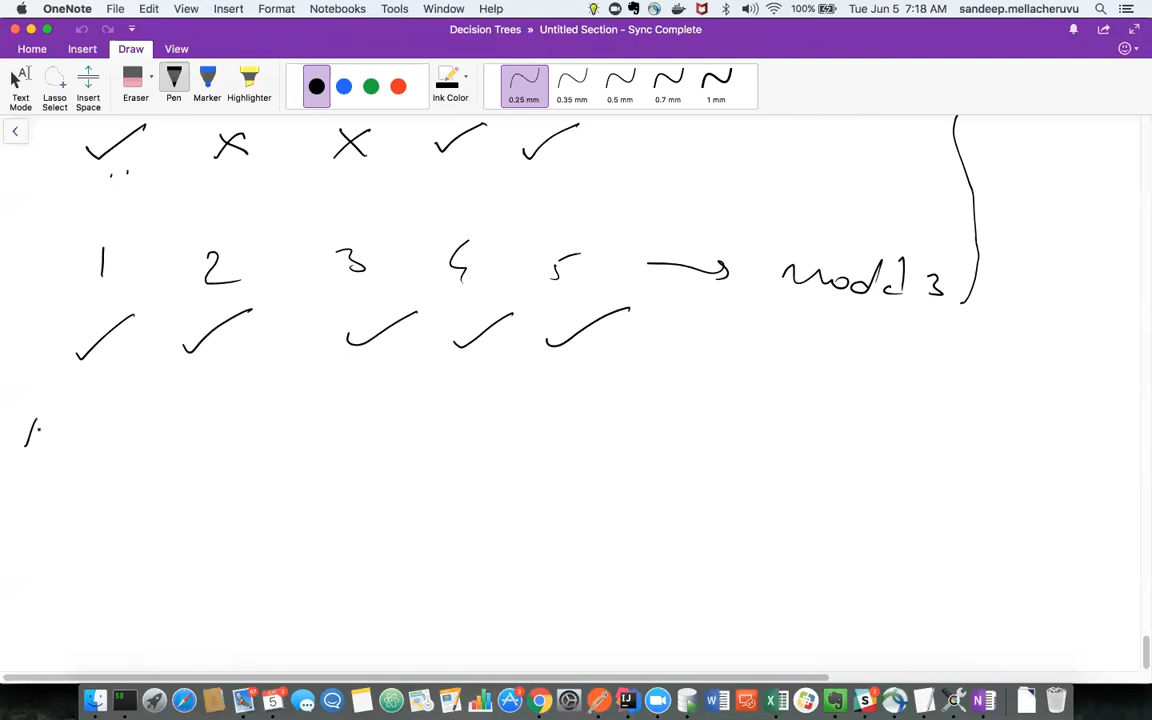 OneNote File Edit View Insert Format Notebooks Tools Window Help 100% Tue Jun 5 7:18 AM sandeep.mellacheruvu
Decision Trees » Untitled Section - Sync Complete
Home Insert Draw View
Text Mode Lasso Select Insert Space Eraser Pen Marker Highlighter Ink Color 0.25 mm 0.35 mm 0.5 mm 0.7 mm 1 mm
✓ x x ✓ ✓
1 2 3 4 5 → modd 3
✓ ✓ ✓ ✓ ✓